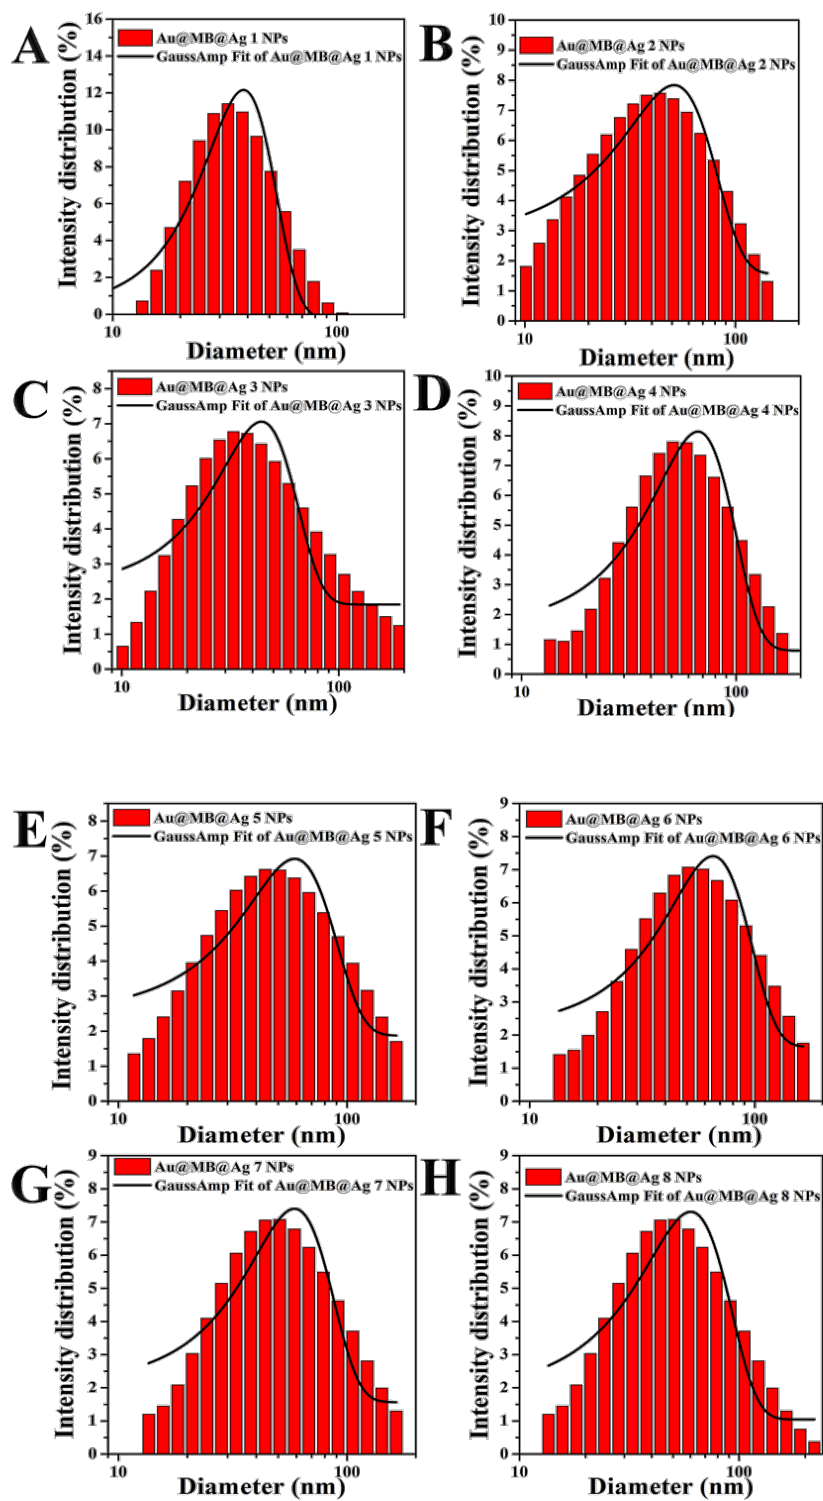 A
Au@MB@Ag 1 NPs
GaussAmp Fit of Au@MB@Ag 1 NPs
Intensity distribution (%)
16
14
12
10
8
6
4
2
0
10
100
Diameter (nm)
B
Au@MB@Ag 2 NPs
GaussAmp Fit of Au@MB@Ag 2 NPs
Intensity distribution (%)
10
9
8
7
6
5
4
3
2
1
0
10
100
Diameter (nm)
C
Au@MB@Ag 3 NPs
GaussAmp Fit of Au@MB@Ag 3 NPs
Intensity distribution (%)
8
7
6
5
4
3
2
1
0
10
100
Diameter (nm)
D
Au@MB@Ag 4 NPs
GaussAmp Fit of Au@MB@Ag 4 NPs
Intensity distribution (%)
10
9
8
7
6
5
4
3
2
1
0
10
100
Diameter (nm)
E
Au@MB@Ag 5 NPs
GaussAmp Fit of Au@MB@Ag 5 NPs
Intensity distribution (%)
8
7
6
5
4
3
2
1
0
10
100
Diameter (nm)
F
Au@MB@Ag 6 NPs
GaussAmp Fit of Au@MB@Ag 6 NPs
Intensity distribution (%)
9
8
7
6
5
4
3
2
1
0
10
100
Diameter (nm)
G
Au@MB@Ag 7 NPs
GaussAmp Fit of Au@MB@Ag 7 NPs
Intensity distribution (%)
9
8
7
6
5
4
3
2
1
0
10
100
Diameter (nm)
H
Au@MB@Ag 8 NPs
GaussAmp Fit of Au@MB@Ag 8 NPs
Intensity distribution (%)
9
8
7
6
5
4
3
2
1
0
10
100
Diameter (nm)